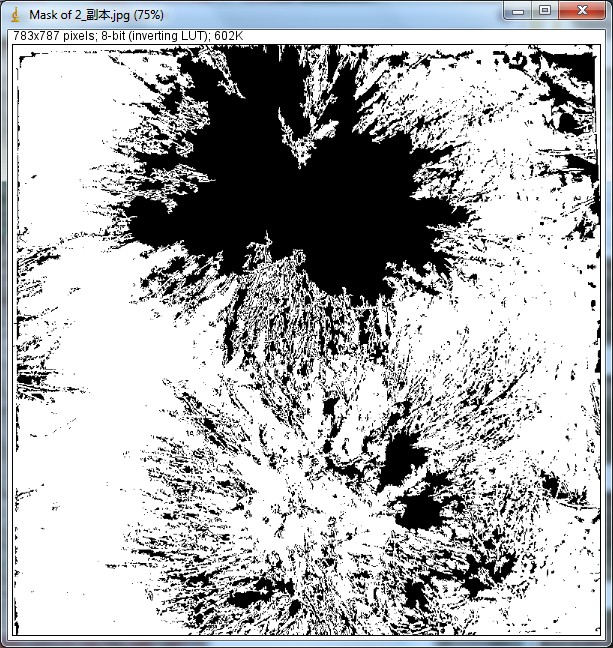 Mask of 2_副本.jpg (75%)
783x787 pixels; 8-bit (inverting LUT); 602K